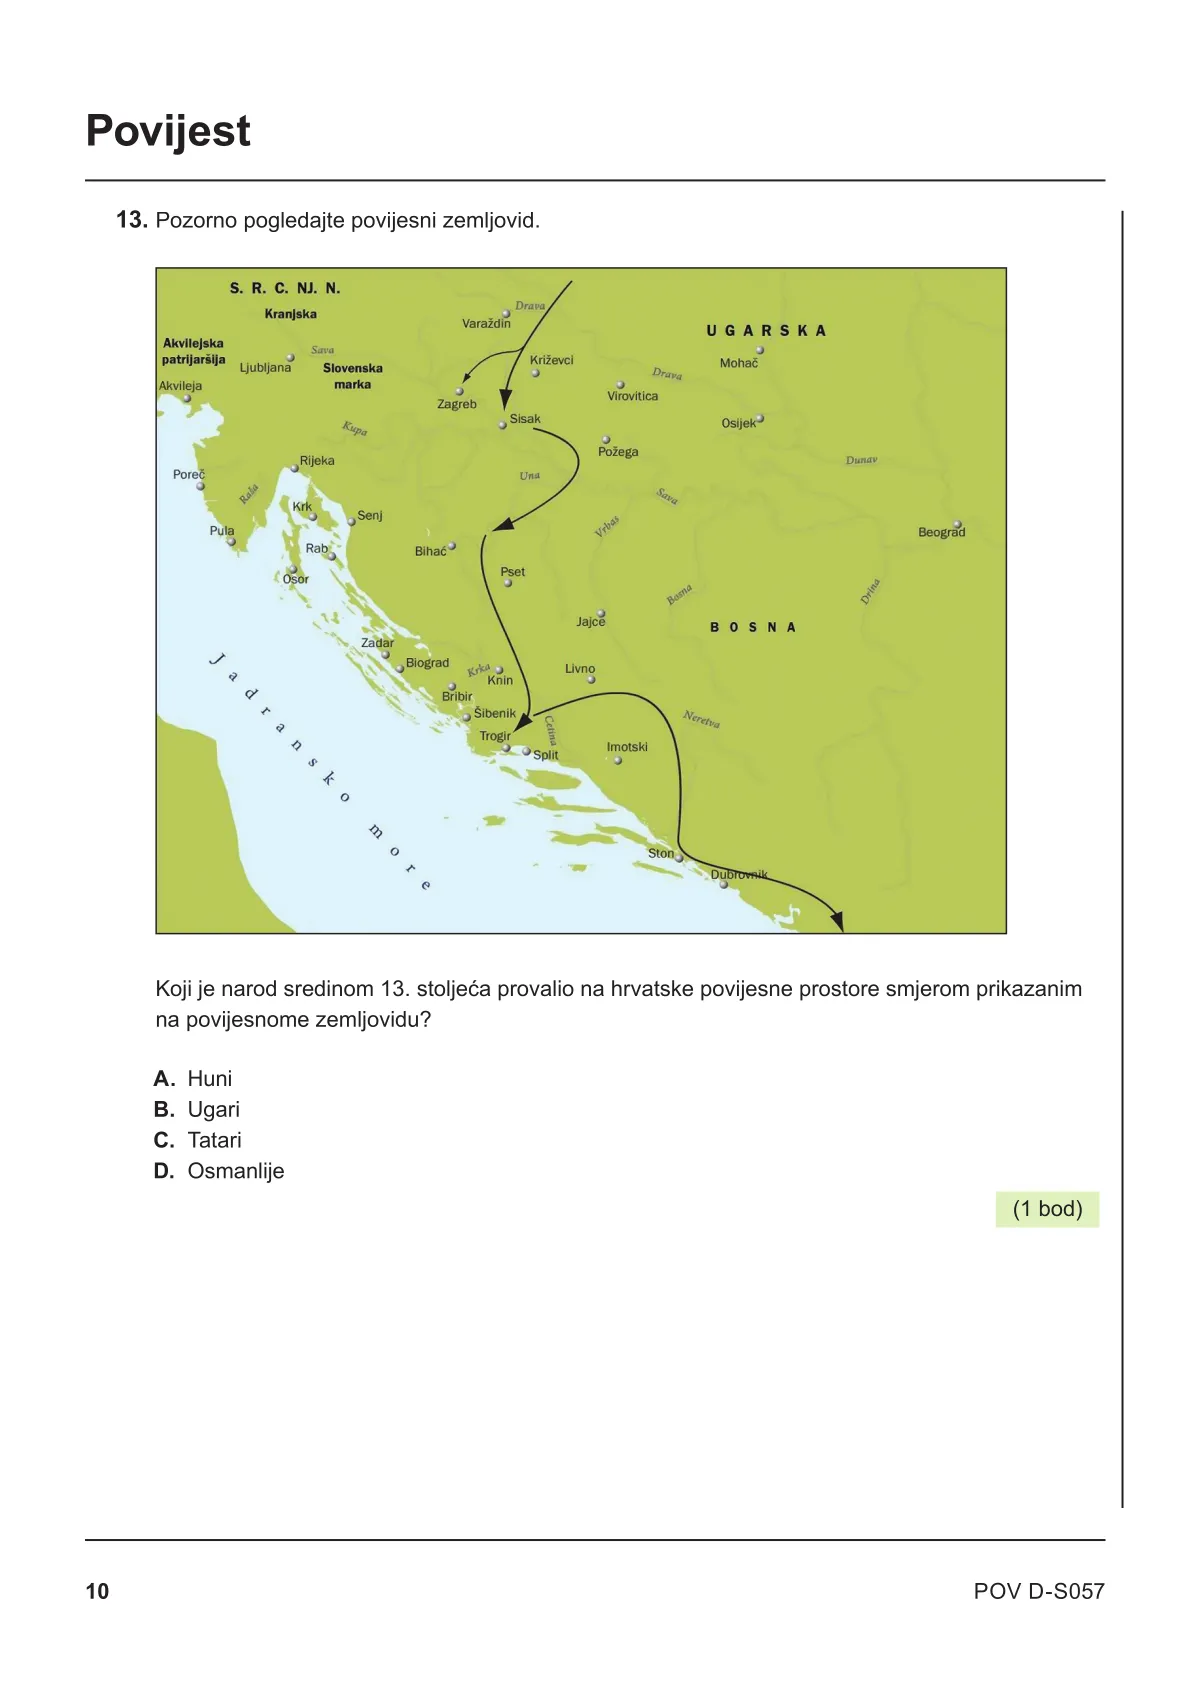 Povijest
13. Pozorno pogledajte povijesni zemljovid.
S. R. C. NJ. N.
Kranjska
Drava
Varaždin
UGARSKA
Akvilejska
patrijaršija
Sava
Ljubljana
Slovenska
marka
Križevci
Mohač
Drava
Akvileja
Zagreb
Virovitica
Sisak
Osijek
Kupa
Požega
Dunav
Rijeka
Poreč
Una
Raša
Sava
Krk
Senj
Vrbas
Pula
Beograd
Rab
Bihać
Osor
Pset
Bosna
Drina
Jajce
BOSNA
Zadar
Biograd
Krka
Knin
Livno
Bribir
Šibenik
Cetina
Neretva
Trogir
Split
Imotski
Jadransko more
Ston
Dubrovnik
Koji je narod sredinom 13. stoljeća provalio na hrvatske povijesne prostore smjerom prikazanim
na povijesnome zemljovidu?
A. Huni
B. Ugari
C. Tatari
D. Osmanlije
(1 bod)
10
POV D-S057